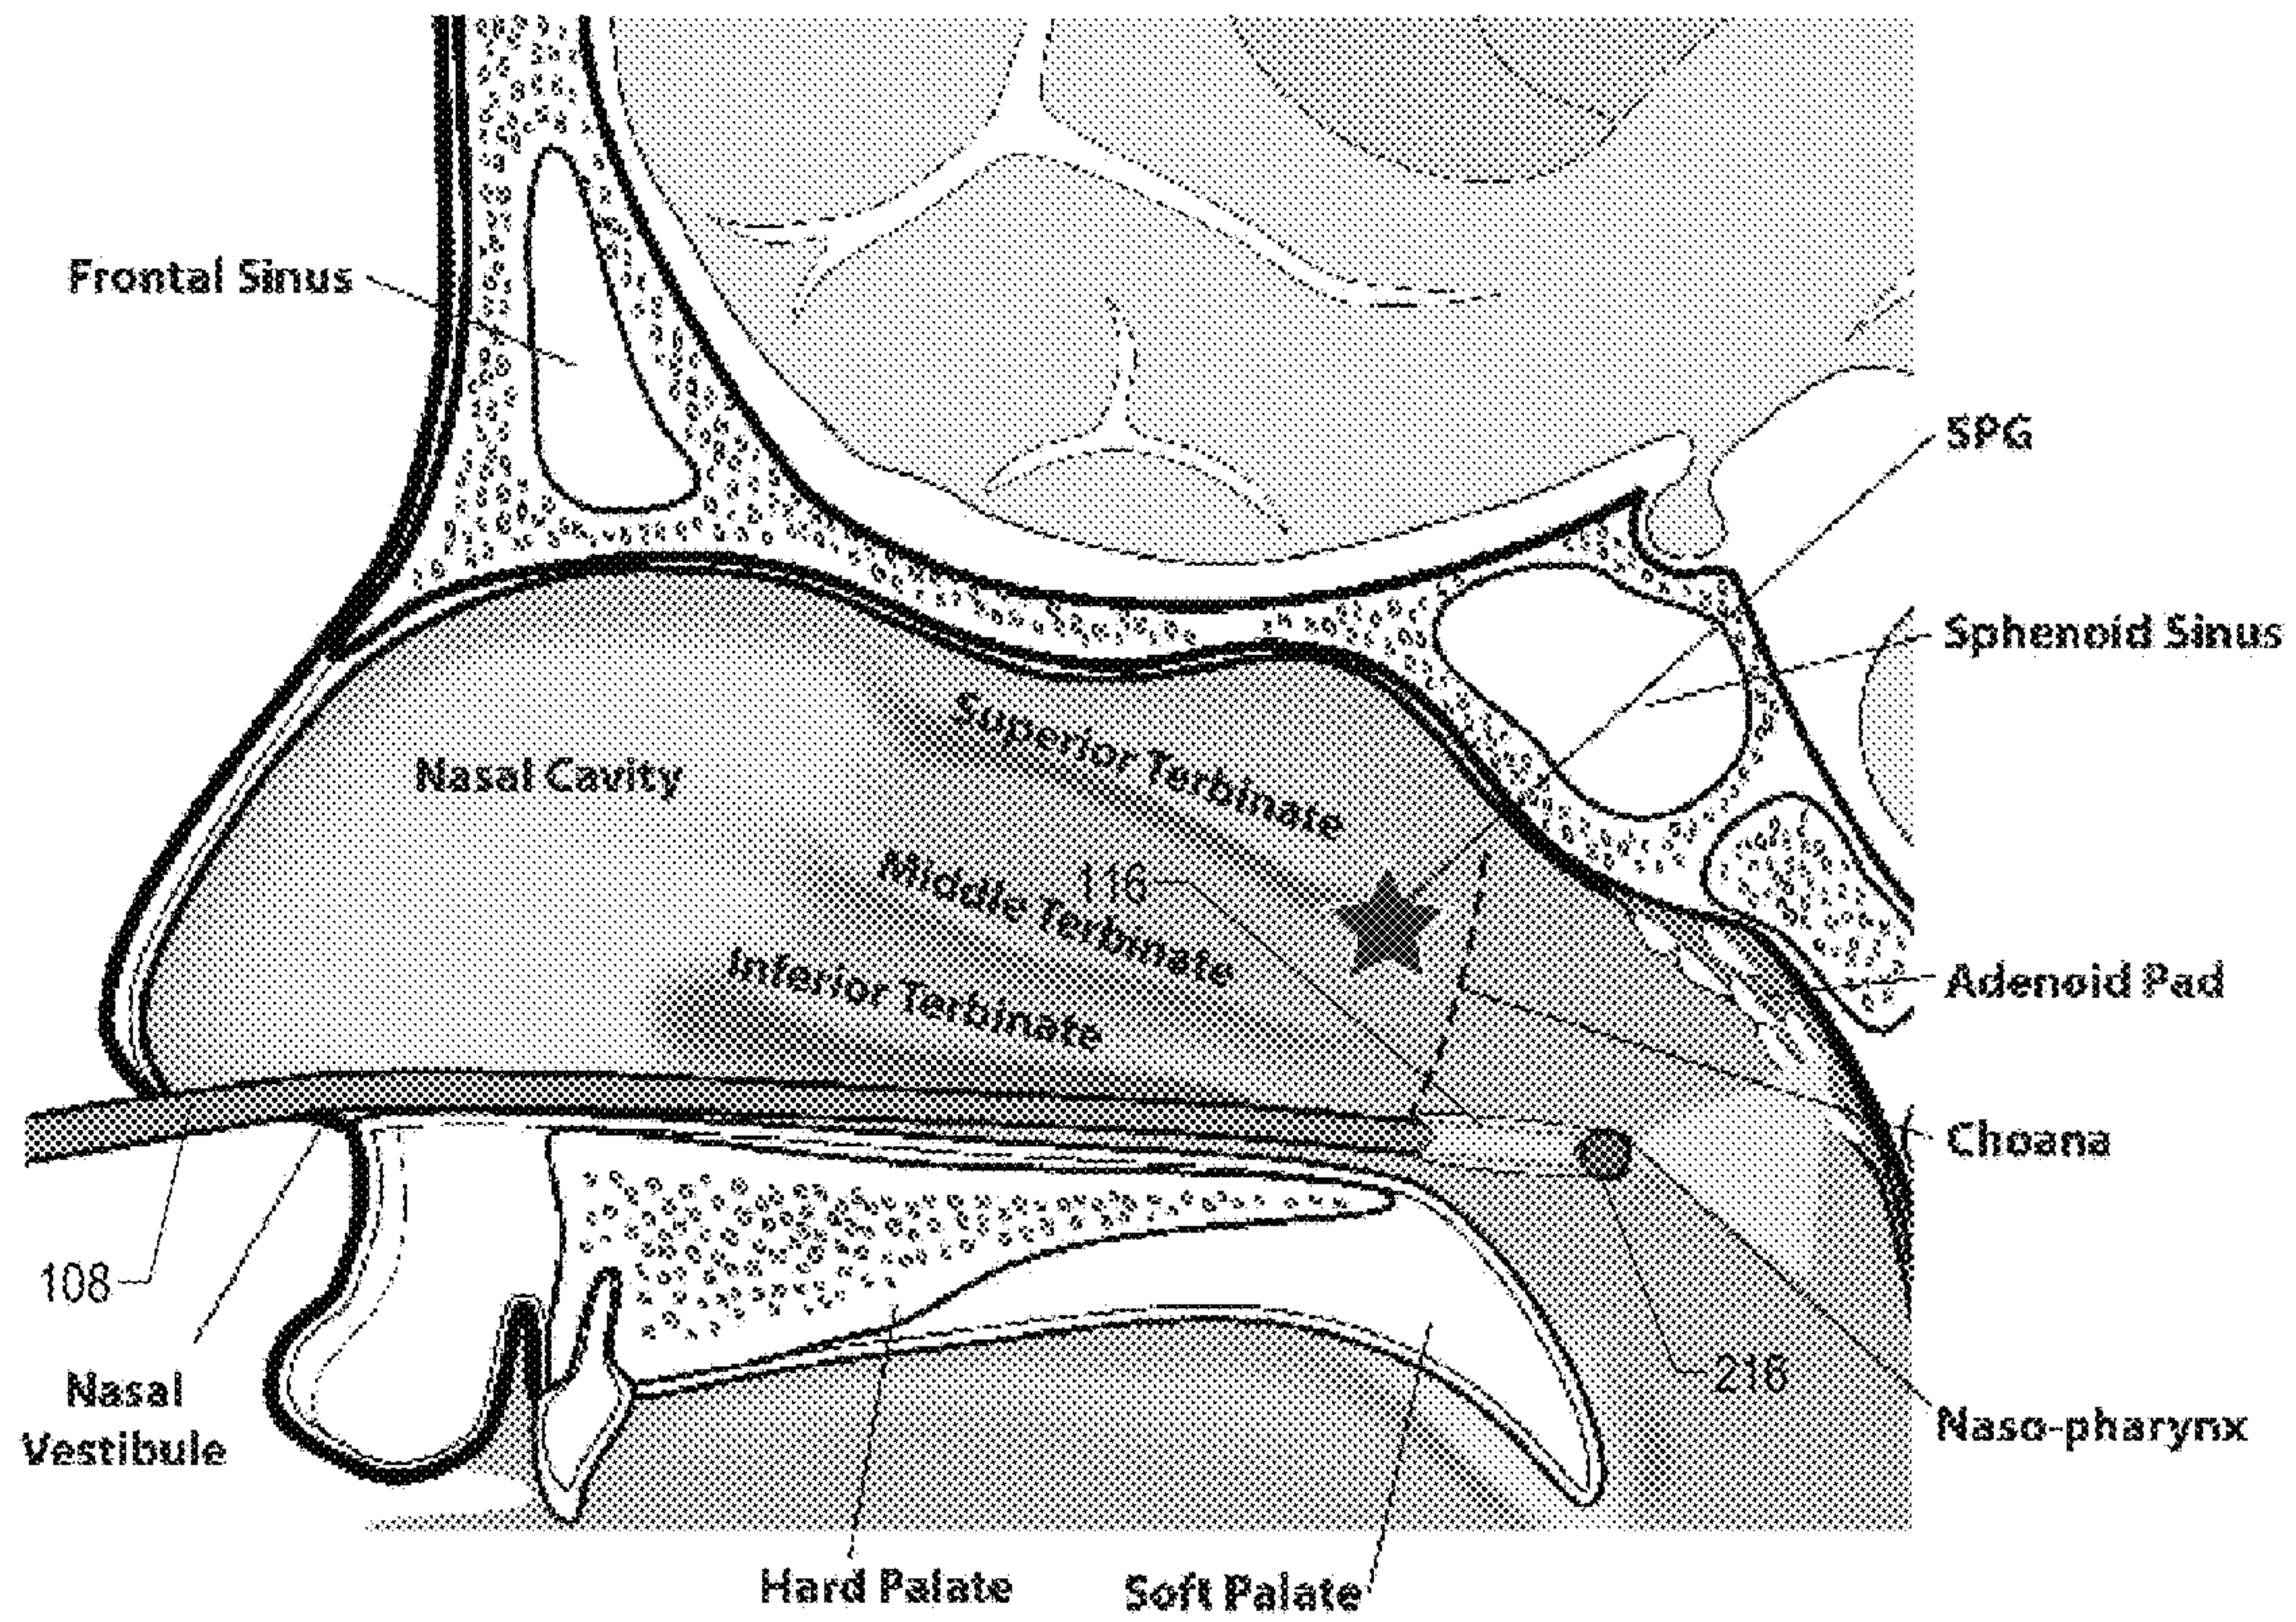 Frontal Sinus
SPG
Sphenoid Sinus
Superior Terbinate
Nasal Cavity
116
Middle Terbinate
Inferior Terbinate
Adenoid Pad
Choana
108
216
Nasal
Vestibule
Naso-pharynx
Hard Palate
Soft Palate